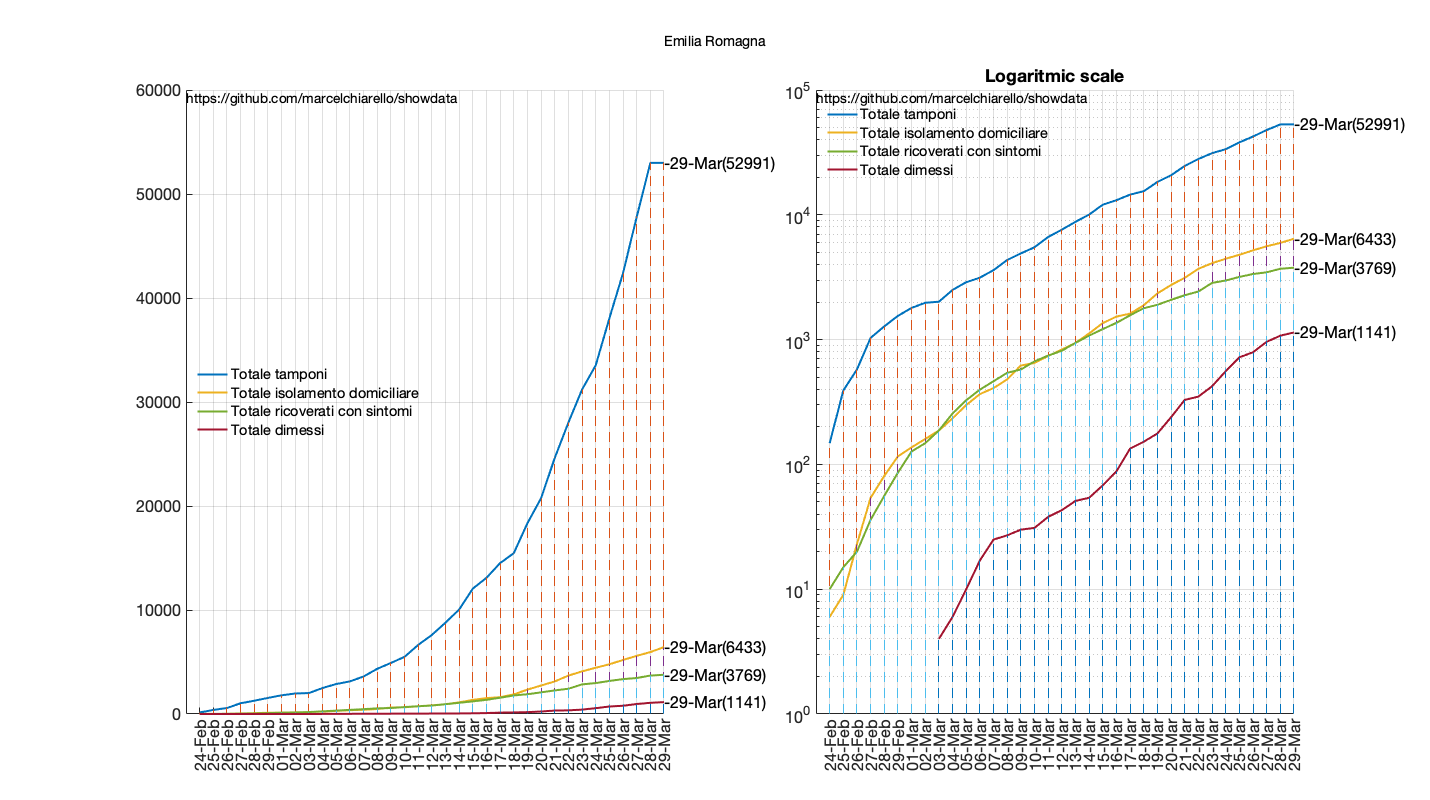 Emilia Romagna
60000
50000
40000
30000
20000
10000
0
https://github.com/marcelchiarello/showdata
Totale tamponi
Totale isolamento domiciliare
Totale ricoverati con sintomi
Totale dimessi
-29-Mar(52991)
-29-Mar(6433)
-29-Mar(3769)
-29-Mar(1141)
24-Feb
25-Feb
26-Feb
27-Feb
28-Feb
29-Feb
01-Mar
02-Mar
03-Mar
04-Mar
05-Mar
06-Mar
07-Mar
08-Mar
09-Mar
10-Mar
11-Mar
12-Mar
13-Mar
14-Mar
15-Mar
16-Mar
17-Mar
18-Mar
19-Mar
20-Mar
21-Mar
22-Mar
23-Mar
24-Mar
25-Mar
26-Mar
27-Mar
28-Mar
29-Mar
Logaritmic scale
10^5
10^4
10^3
10^2
10^1
10^0
https://github.com/marcelchiarello/showdata
Totale tamponi
Totale isolamento domiciliare
Totale ricoverati con sintomi
Totale dimessi
-29-Mar(52991)
-29-Mar(6433)
-29-Mar(3769)
-29-Mar(1141)
24-Feb
25-Feb
26-Feb
27-Feb
28-Feb
29-Feb
01-Mar
02-Mar
03-Mar
04-Mar
05-Mar
06-Mar
07-Mar
08-Mar
09-Mar
10-Mar
11-Mar
12-Mar
13-Mar
14-Mar
15-Mar
16-Mar
17-Mar
18-Mar
19-Mar
20-Mar
21-Mar
22-Mar
23-Mar
24-Mar
25-Mar
26-Mar
27-Mar
28-Mar
29-Mar